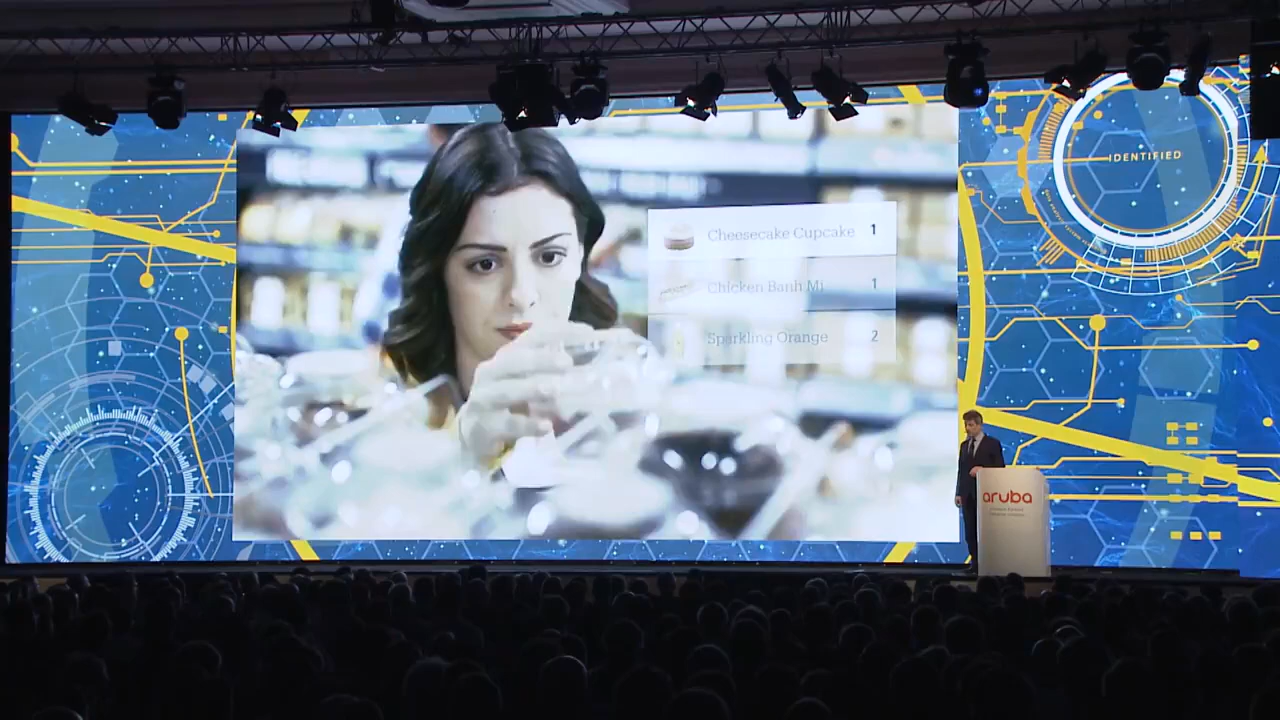 IDENTIFIED
Cheesecake Cupcake 1
Chicken Banh Mi 1
Sparkling Orange 2
aruba